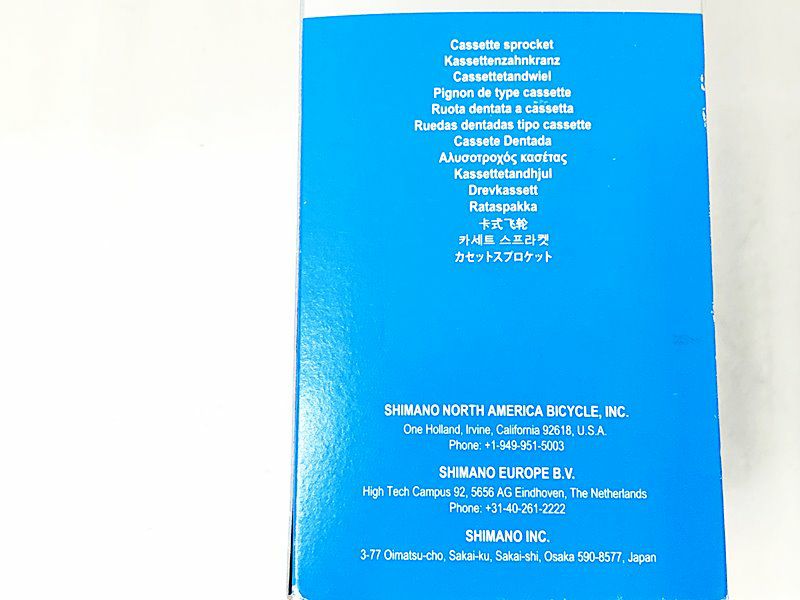 Cassette sprocket
Kassettenzahnkranz
Cassettetandwiel
Pignon de type cassette
Ruota dentata a cassetta
Ruedas dentadas tipo cassette
Cassete Dentada
Αλυσοτροχός κασέτας
Kassettetandhjul
Drevkassett
Rataspakka
卡式飞轮
카세트 스프라켓
カセットスプロケット
SHIMANO NORTH AMERICA BICYCLE, INC.
One Holland, Irvine, California 92618, U.S.A.
Phone: +1-949-951-5003
SHIMANO EUROPE B.V.
High Tech Campus 92, 5656 AG Eindhoven, The Netherlands
Phone: +31-40-261-2222
SHIMANO INC.
3-77 Oimatsu-cho, Sakai-ku, Sakai-shi, Osaka 590-8577, Japan